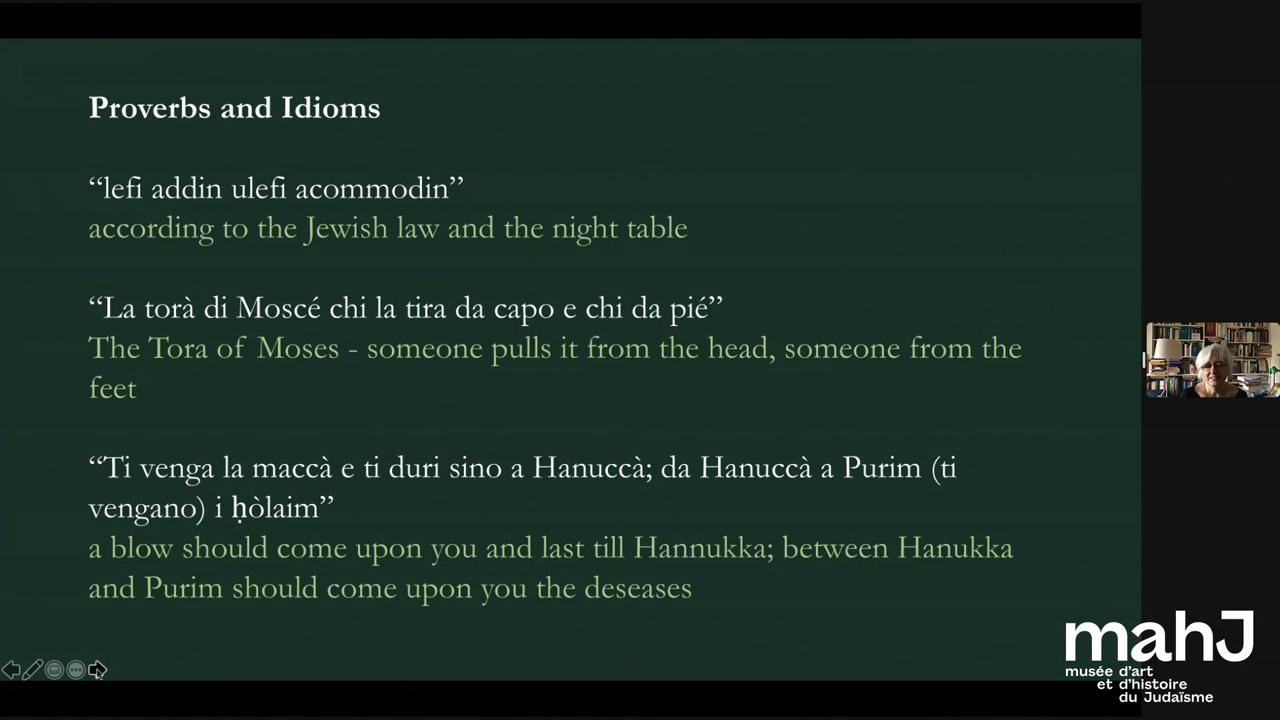 Proverbs and Idioms
“lefi addin ulefi acommodin”
according to the Jewish law and the night table
“La torà di Moscé chi la tira da capo e chi da pié”
The Tora of Moses - someone pulls it from the head, someone from the
feet
“Ti venga la maccà e ti duri sino a Hanuccà; da Hanuccà a Purim (ti
vengano) i ḥòlaim”
a blow should come upon you and last till Hannukka; between Hanukka
and Purim should come upon you the deseases
mahJ
musée d’art
et d’histoire
du Judaïsme